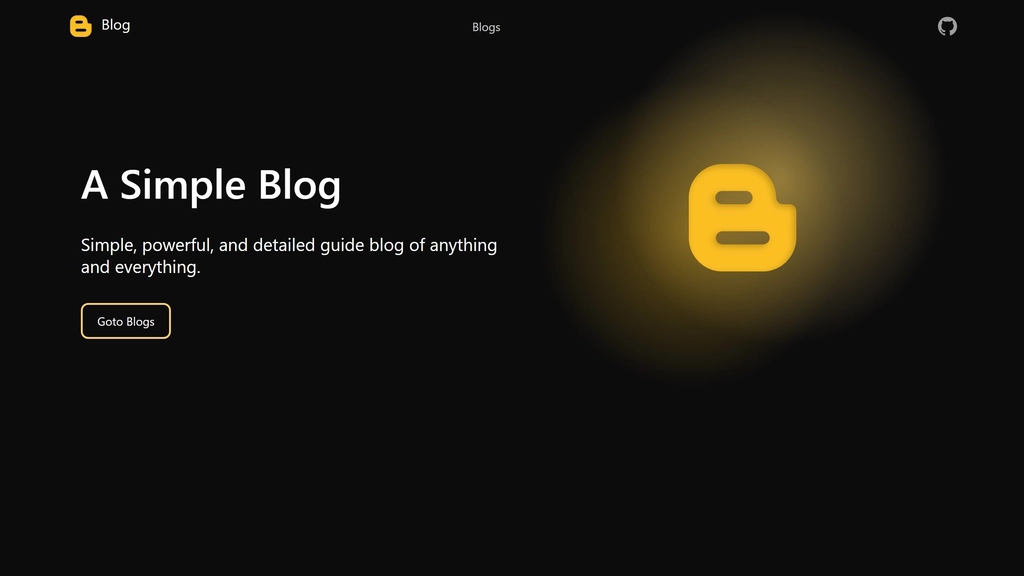 Blog
Blogs
A Simple Blog
Simple, powerful, and detailed guide blog of anything
and everything.
Goto Blogs